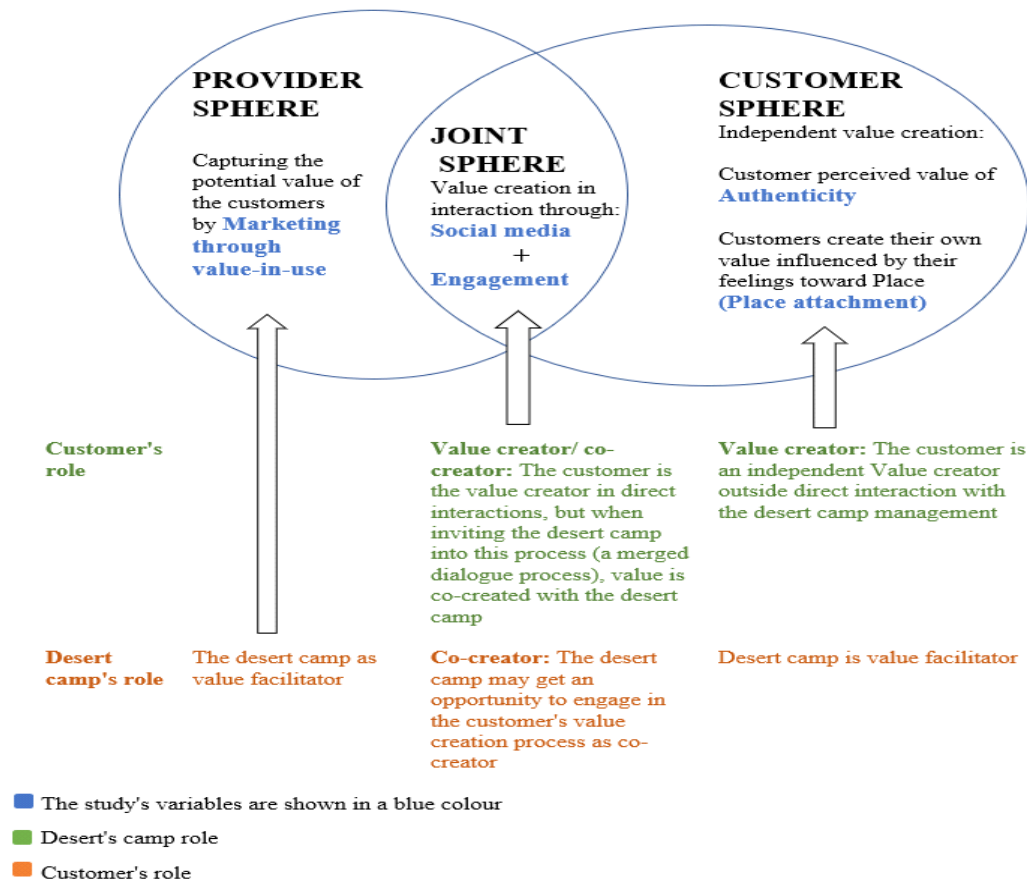 PROVIDER
SPHERE
Capturing the
potential value of
the customers
by Marketing
through
value-in-use
JOINT
SPHERE
Value creation in
interaction through:
Social media
+
Engagement
CUSTOMER
SPHERE
Independent value creation:
Customer perceived value of
Authenticity
Customers create their own
value influenced by their
feelings toward Place
(Place attachment)
Customer's
role
Value creator/ co-
creator: The customer is
the value creator in direct
interactions, but when
inviting the desert camp
into this process (a merged
dialogue process), value is
co-created with the desert
camp
Value creator: The customer is
an independent Value creator
outside direct interaction with
the desert camp management
Desert
camp's role
The desert camp as
value facilitator
Co-creator: The desert
camp may get an
opportunity to engage in
the customer's value
creation process as co-
creator
Desert camp is value facilitator
The study's variables are shown in a blue colour
Desert's camp role
Customer's role